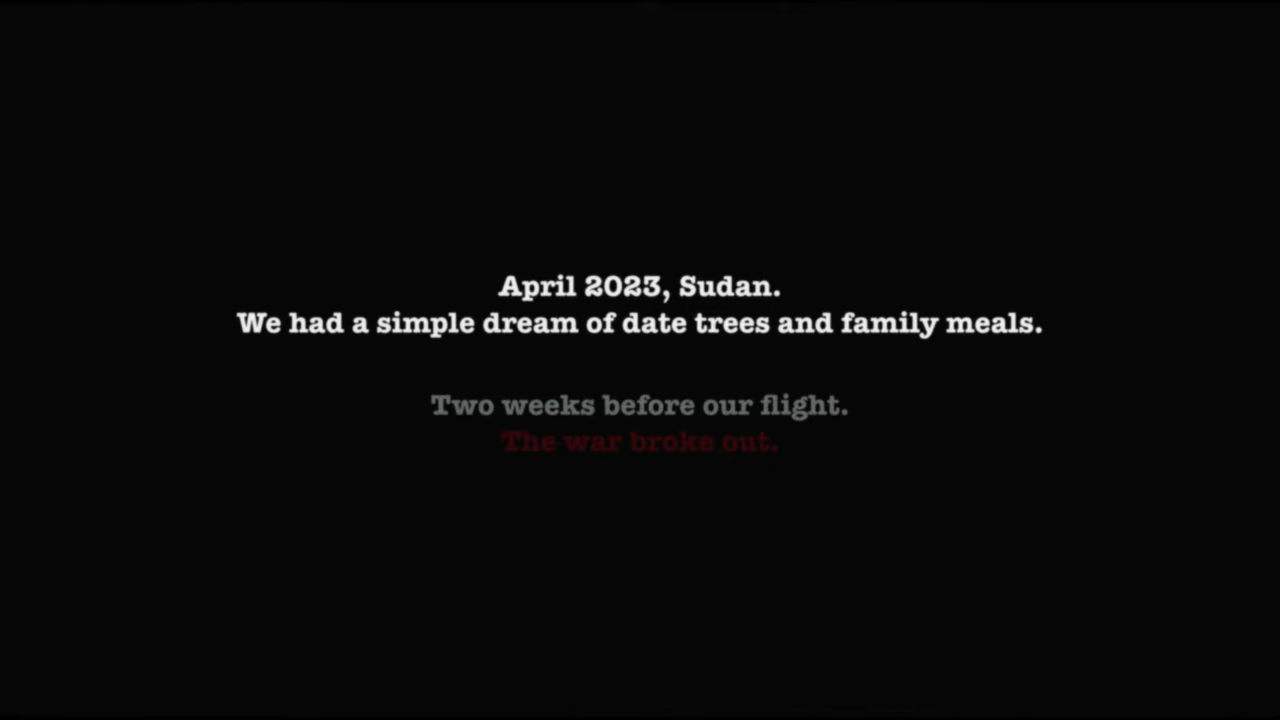 April 2023, Sudan.
We had a simple dream of date trees and family meals.
Two weeks before our flight.
The war broke out.